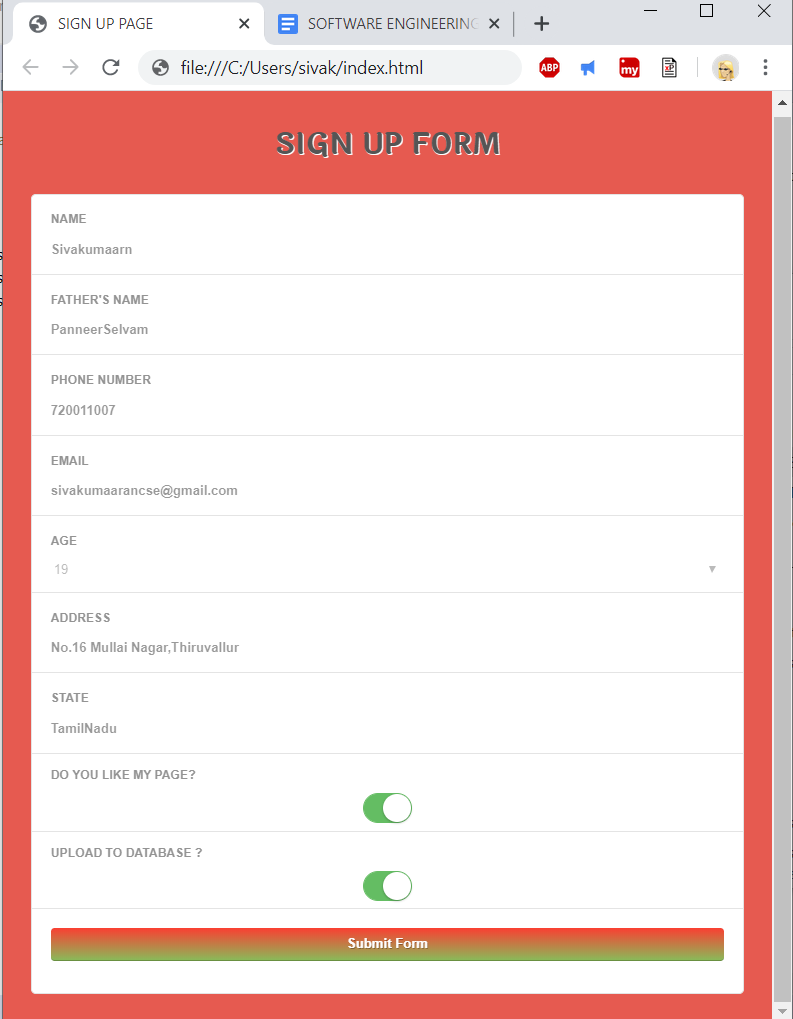 SIGN UP PAGE
SOFTWARE ENGINEERING
file:///C:/Users/sivak/index.html
ABP
my
XP
SIGN UP FORM
NAME
Sivakumaarn
FATHER'S NAME
PanneerSelvam
PHONE NUMBER
720011007
EMAIL
sivakumaarancse@gmail.com
AGE
19
ADDRESS
No.16 Mullai Nagar,Thiruvallur
STATE
TamilNadu
DO YOU LIKE MY PAGE?
UPLOAD TO DATABASE ?
Submit Form